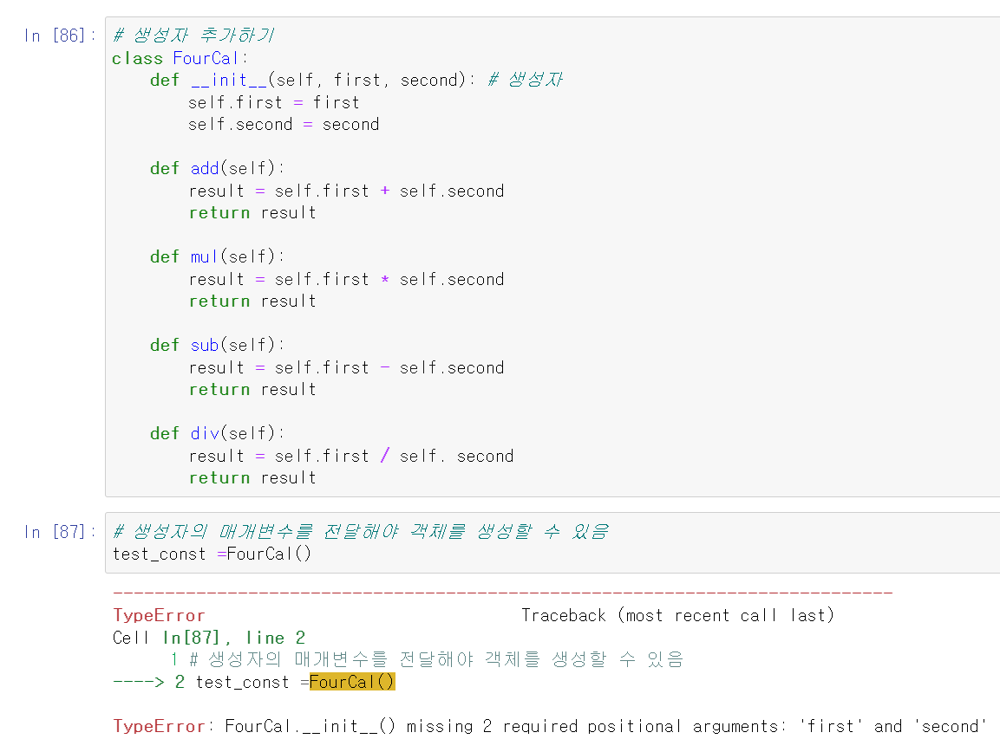 In [86]: # 생성자 추가하기
class FourCal:
    def __init__(self, first, second): # 생성자
        self.first = first
        self.second = second

    def add(self):
        result = self.first + self.second
        return result

    def mul(self):
        result = self.first * self.second
        return result

    def sub(self):
        result = self.first - self.second
        return result

    def div(self):
        result = self.first / self. second
        return result

In [87]: # 생성자의 매개변수를 전달해야 객체를 생성할 수 있음
test_const =FourCal()

---------------------------------------------------------------------------
TypeError                                 Traceback (most recent call last)
Cell In[87], line 2
      1 # 생성자의 매개변수를 전달해야 객체를 생성할 수 있음
----> 2 test_const =FourCal()

TypeError: FourCal.__init__() missing 2 required positional arguments: 'first' and 'second'